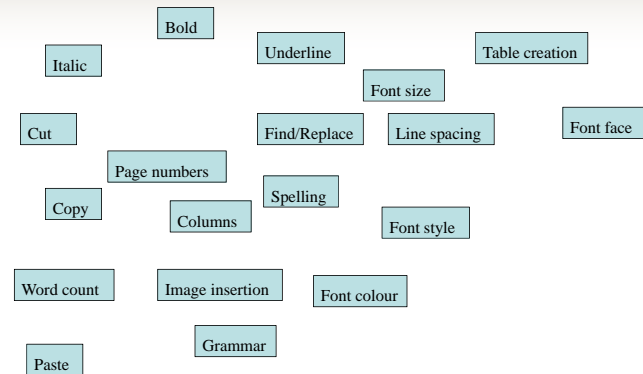 Bold
Underline
Table creation
Italic
Font size
Cut
Find/Replace
Line spacing
Font face
Page numbers
Spelling
Copy
Columns
Font style
Word count
Image insertion
Font colour
Grammar
Paste